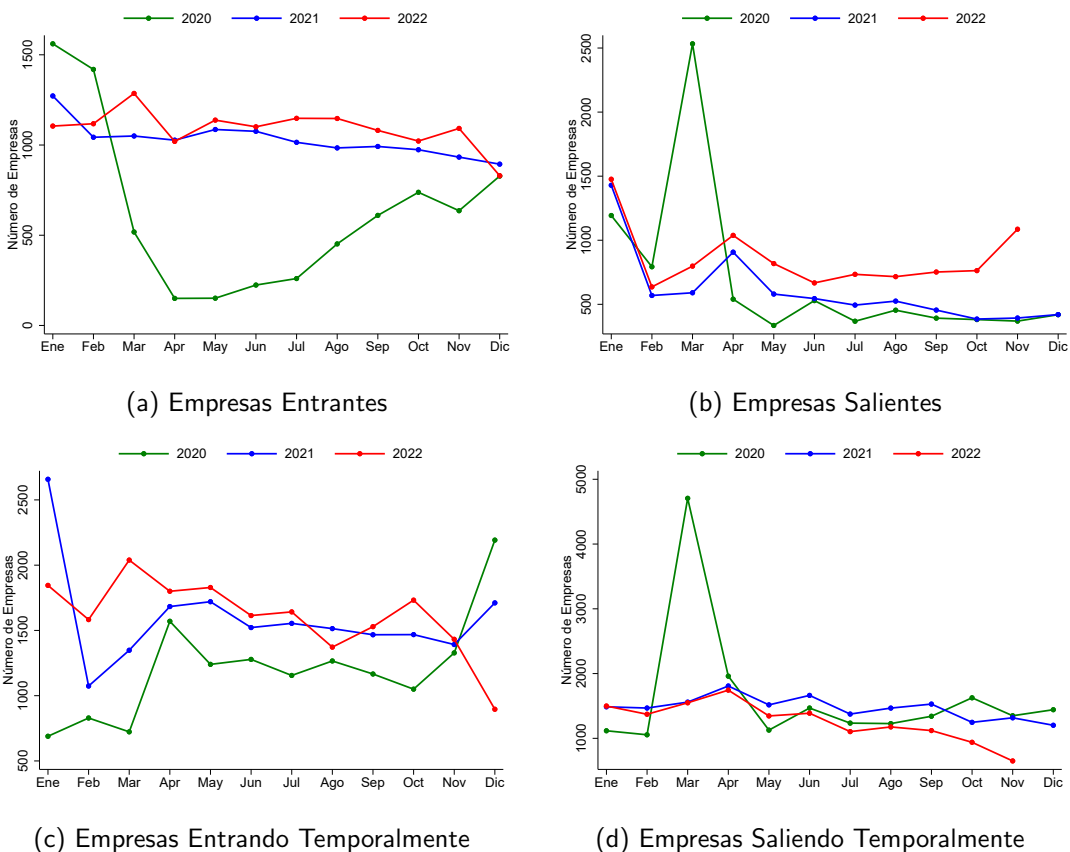 2020 2021 2022
Número de Empresas
1500
1000
500
0
Ene Feb Mar Apr May Jun Jul Ago Sep Oct Nov Dic
(a) Empresas Entrantes
2020 2021 2022
Número de Empresas
2500
2000
1500
1000
500
Ene Feb Mar Apr May Jun Jul Ago Sep Oct Nov Dic
(b) Empresas Salientes
2020 2021 2022
Número de Empresas
2500
2000
1500
1000
500
Ene Feb Mar Apr May Jun Jul Ago Sep Oct Nov Dic
(c) Empresas Entrando Temporalmente
2020 2021 2022
Número de Empresas
5000
4000
3000
2000
1000
Ene Feb Mar Apr May Jun Jul Ago Sep Oct Nov Dic
(d) Empresas Saliendo Temporalmente